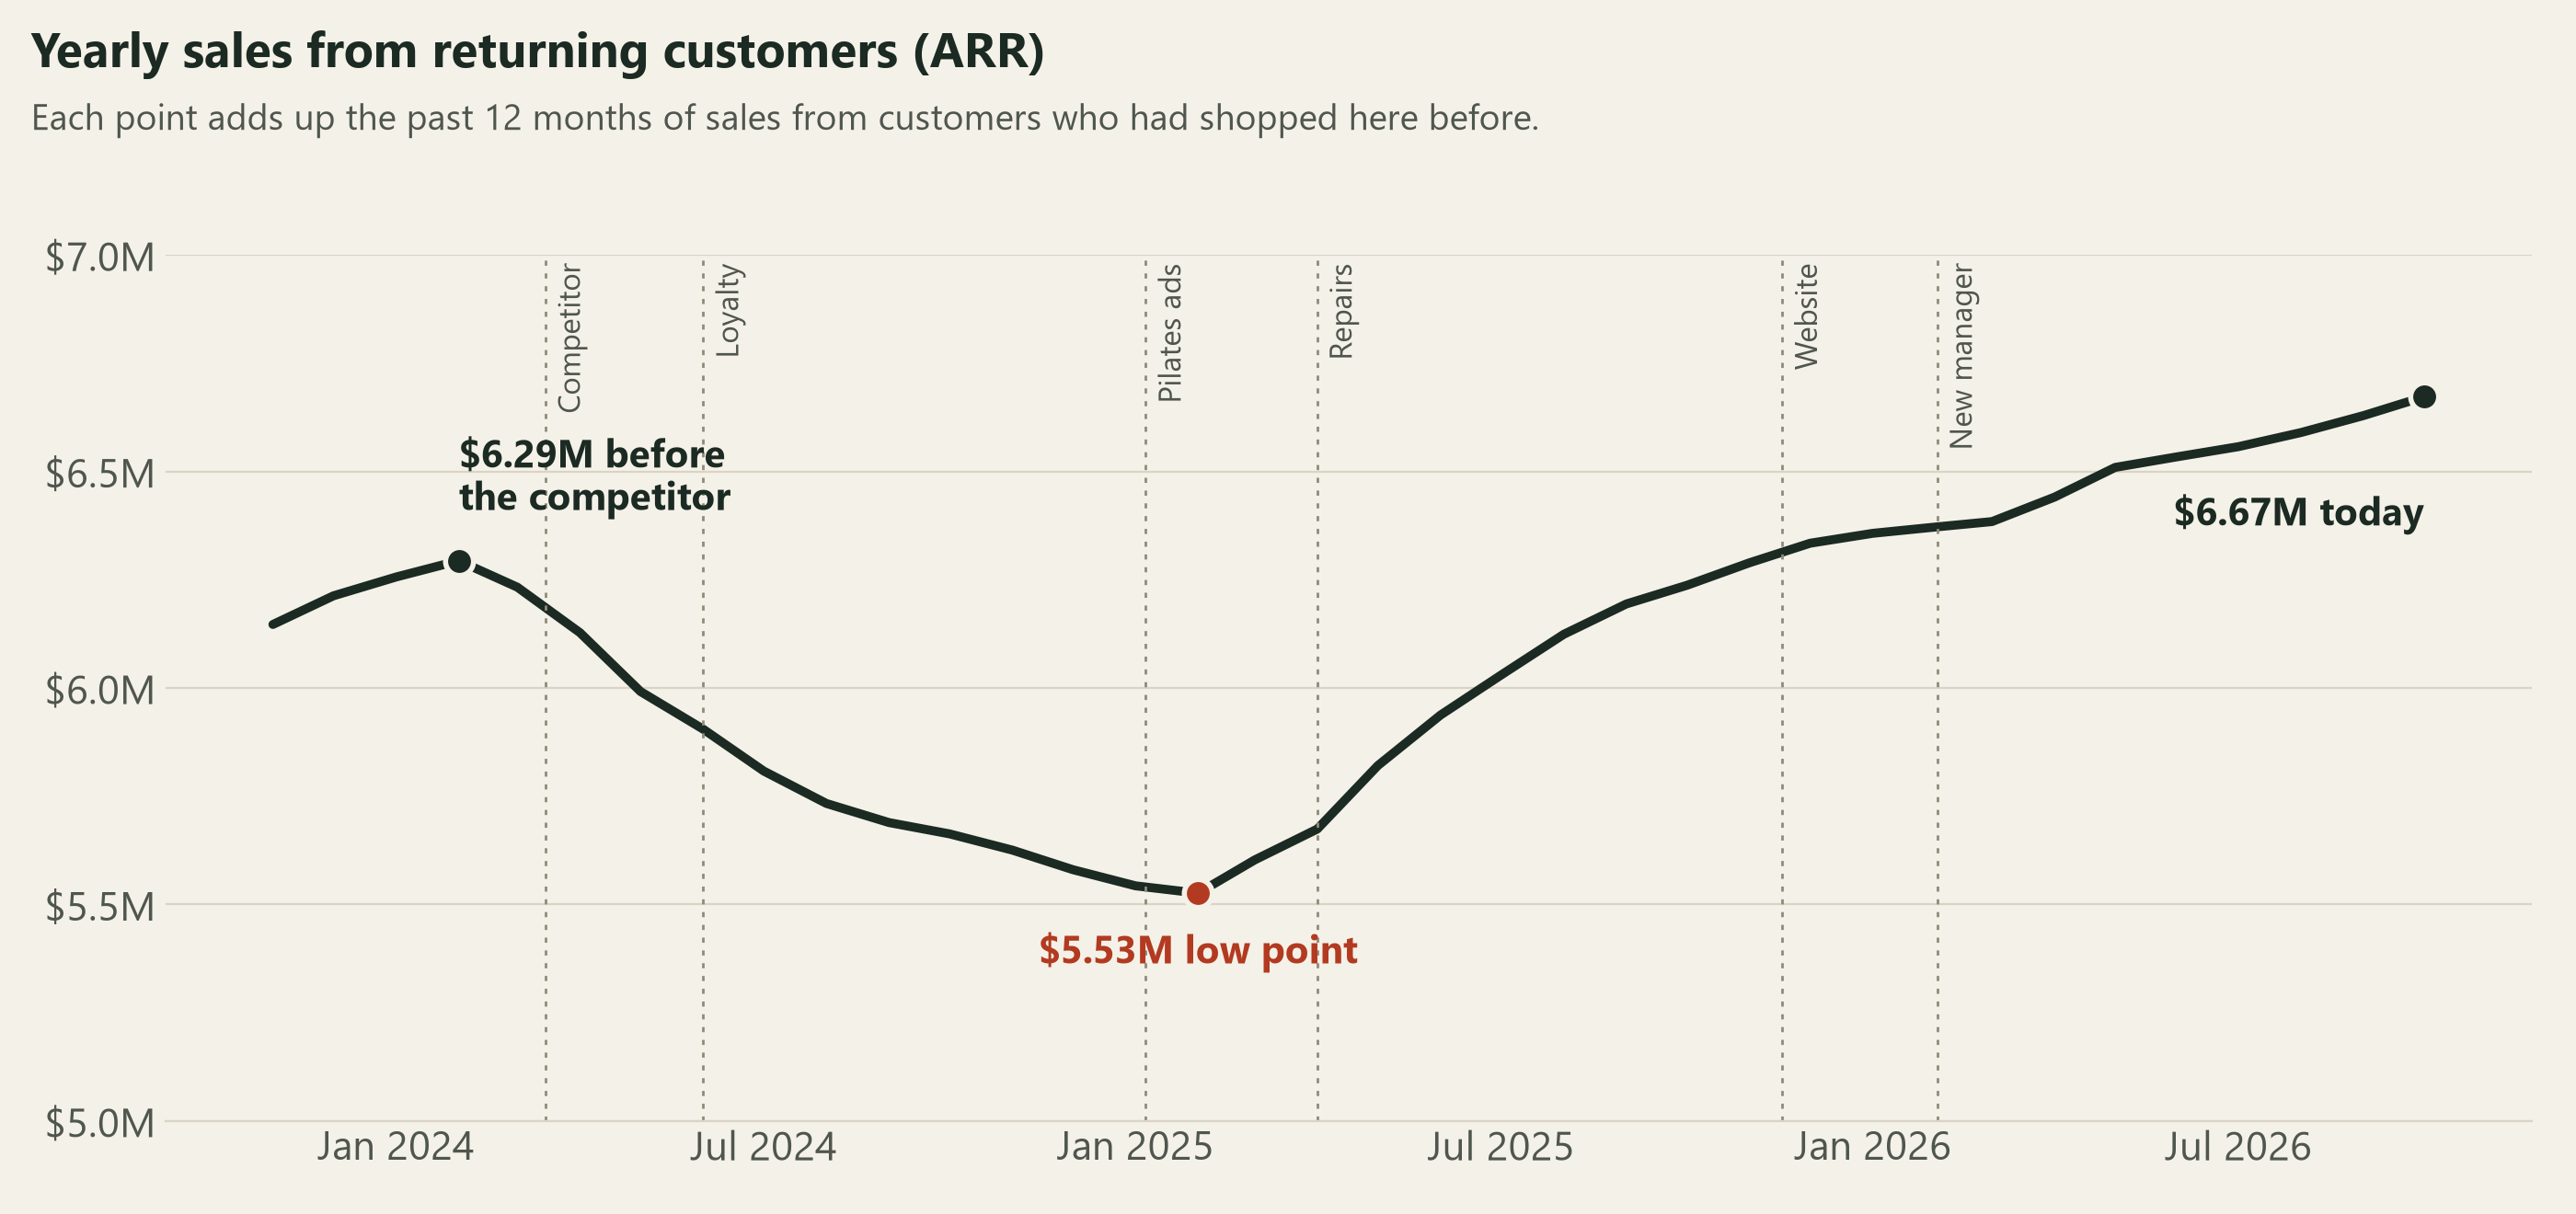 Yearly sales from returning customers (ARR)
Each point adds up the past 12 months of sales from customers who had shopped here before.
$7.0M
$6.5M
$6.0M
$5.5M
$5.0M
Competitor
Loyalty
Pilates ads
Repairs
Website
New manager
$6.29M before
the competitor
$6.67M today
$5.53M low point
Jan 2024
Jul 2024
Jan 2025
Jul 2025
Jan 2026
Jul 2026